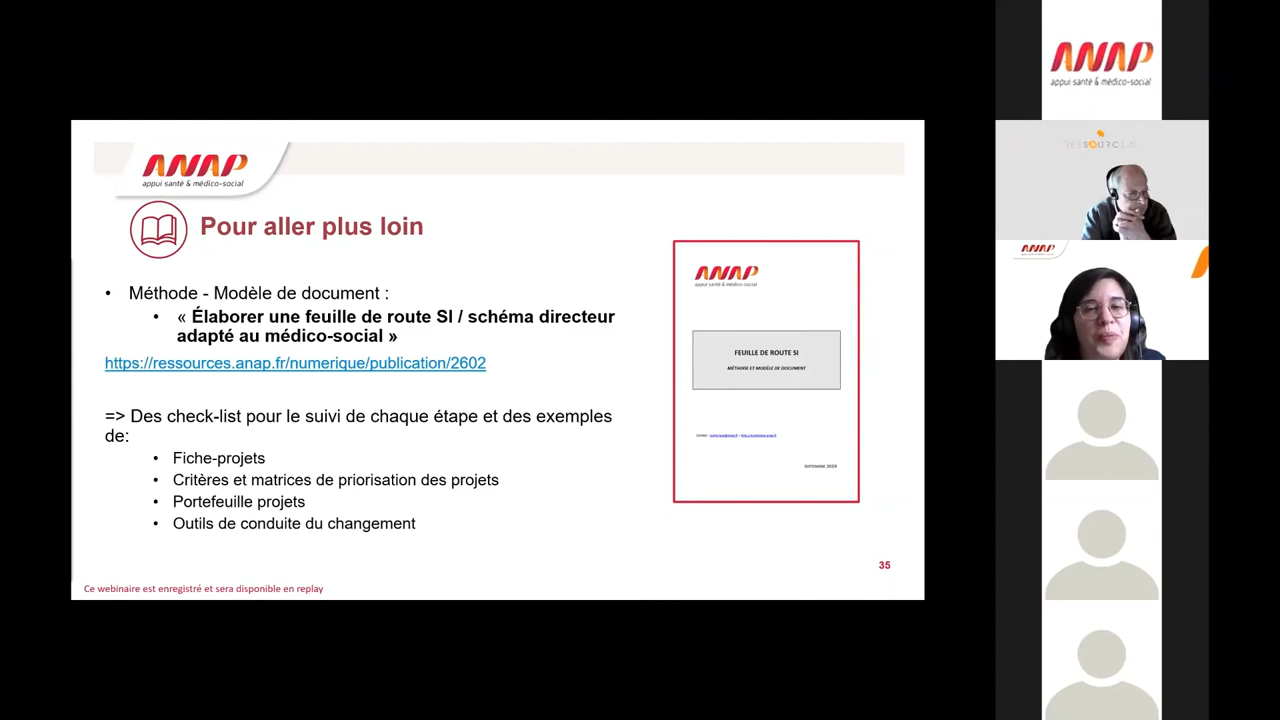 ANAP
appui santé & médico-social
Pour aller plus loin
• Méthode - Modèle de document :
• « Élaborer une feuille de routs SI / schéma directeur
adapté au médico-social »
https://ressources.anap.fr/numerique/publication/2602
=> Des check-list pour le suivi de chaque étape et des exemples
de:
• Fiche-projets
• Critères et matrices de priorisation des projets
• Portefeuille projets
• Outils de conduite du changement
ANAP
appui santé & médico-social
FEUILLE DE ROUTE SI
MÉTHODE ET MODÈLE DE DOCUMENT
SEPTEMBRE 2019
35
Ce webinaire est enregistré et sera disponible en replay
ANAP
appui santé & médico-social
RESSOURCIAL
ANAP